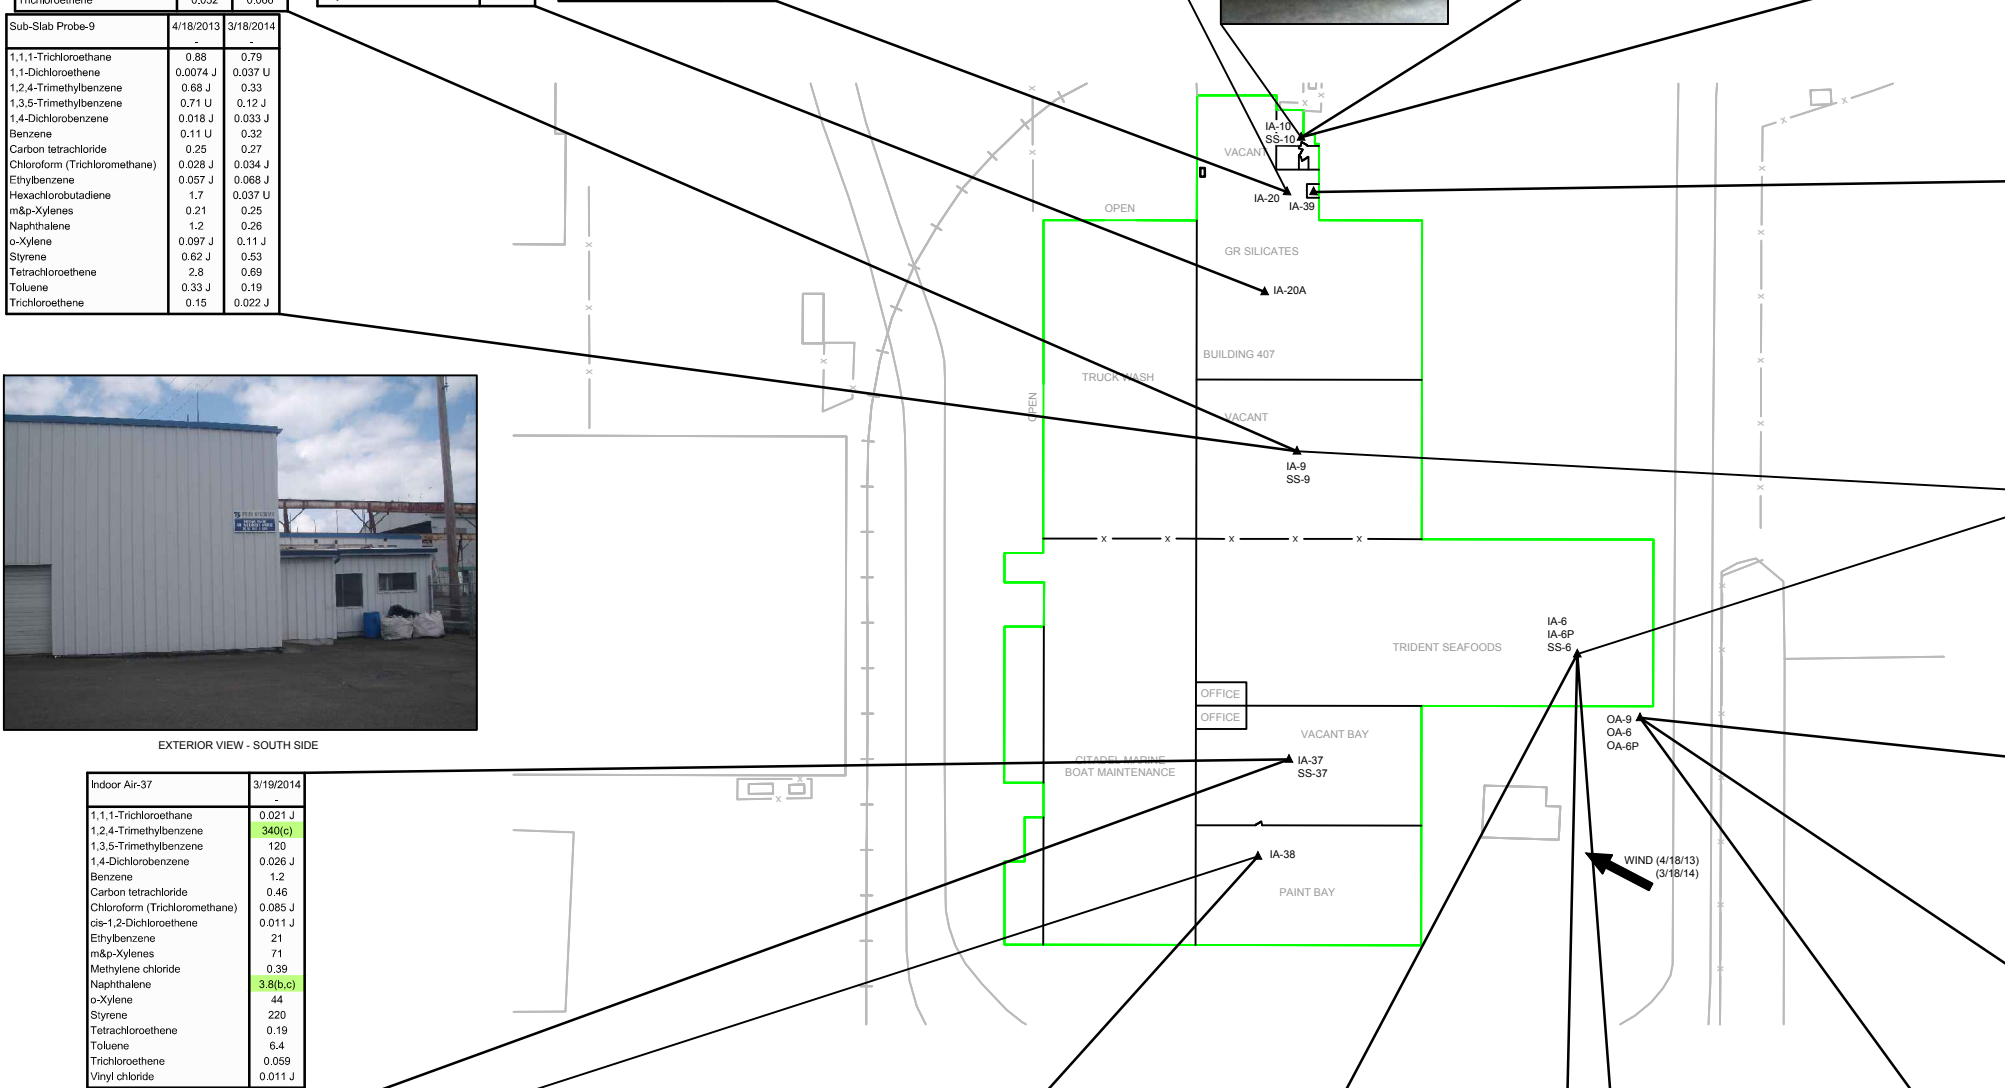 Trichloroethene 0.052 0.066
Sub-Slab Probe-9 4/18/2013 3/18/2014
- -
1,1,1-Trichloroethane 0.88 0.79
1,1-Dichloroethene 0.0074 J 0.037 U
1,2,4-Trimethylbenzene 0.68 J 0.33
1,3,5-Trimethylbenzene 0.71 U 0.12 J
1,4-Dichlorobenzene 0.018 J 0.033 J
Benzene 0.11 U 0.32
Carbon tetrachloride 0.25 0.27
Chloroform (Trichloromethane) 0.028 J 0.034 J
Ethylbenzene 0.057 J 0.068 J
Hexachlorobutadiene 1.7 0.037 U
m&p-Xylenes 0.21 0.25
Naphthalene 1.2 0.26
o-Xylene 0.097 J 0.11 J
Styrene 0.62 J 0.53
Tetrachloroethene 2.8 0.69
Toluene 0.33 J 0.19
Trichloroethene 0.15 0.022 J
EXTERIOR VIEW - SOUTH SIDE
Indoor Air-37 3/19/2014
-
1,1,1-Trichloroethane 0.021 J
1,2,4-Trimethylbenzene 340(c)
1,3,5-Trimethylbenzene 120
1,4-Dichlorobenzene 0.026 J
Benzene 1.2
Carbon tetrachloride 0.46
Chloroform (Trichloromethane) 0.085 J
cis-1,2-Dichloroethene 0.011 J
Ethylbenzene 21
m&p-Xylenes 71
Methylene chloride 0.39
Naphthalene 3.8(b,c)
o-Xylene 44
Styrene 220
Tetrachloroethene 0.19
Toluene 6.4
Trichloroethene 0.059
Vinyl chloride 0.011 J
IA-10
SS-10
VACANT
IA-20
IA-39
OPEN
GR SILICATES
IA-20A
BUILDING 407
TRUCK WASH
OPEN
VACANT
IA-9
SS-9
IA-6
IA-6P
SS-6
TRIDENT SEAFOODS
OFFICE
OFFICE
OA-9
OA-6
OA-6P
VACANT BAY
CITADEL MARINE
BOAT MAINTENANCE
IA-37
SS-37
IA-38
PAINT BAY
WIND (4/18/13)
(3/18/14)